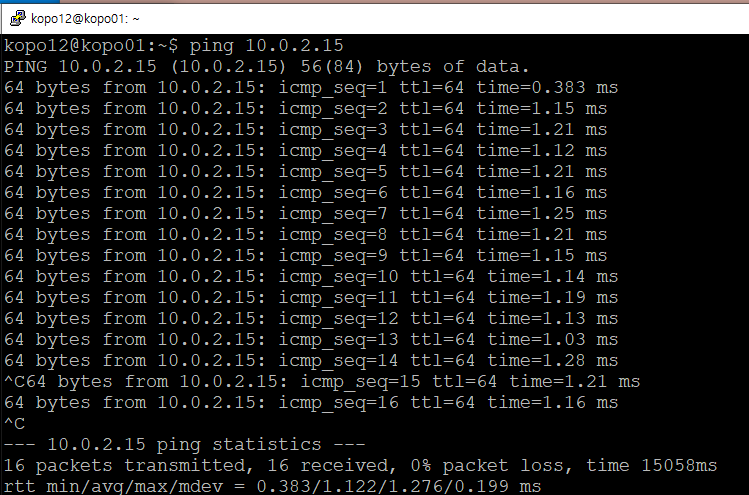 kopo12@kopo01: ~
kopo12@kopo01:~$ ping 10.0.2.15
PING 10.0.2.15 (10.0.2.15) 56(84) bytes of data.
64 bytes from 10.0.2.15: icmp_seq=1 ttl=64 time=0.383 ms
64 bytes from 10.0.2.15: icmp_seq=2 ttl=64 time=1.15 ms
64 bytes from 10.0.2.15: icmp_seq=3 ttl=64 time=1.21 ms
64 bytes from 10.0.2.15: icmp_seq=4 ttl=64 time=1.12 ms
64 bytes from 10.0.2.15: icmp_seq=5 ttl=64 time=1.21 ms
64 bytes from 10.0.2.15: icmp_seq=6 ttl=64 time=1.16 ms
64 bytes from 10.0.2.15: icmp_seq=7 ttl=64 time=1.25 ms
64 bytes from 10.0.2.15: icmp_seq=8 ttl=64 time=1.21 ms
64 bytes from 10.0.2.15: icmp_seq=9 ttl=64 time=1.15 ms
64 bytes from 10.0.2.15: icmp_seq=10 ttl=64 time=1.14 ms
64 bytes from 10.0.2.15: icmp_seq=11 ttl=64 time=1.19 ms
64 bytes from 10.0.2.15: icmp_seq=12 ttl=64 time=1.13 ms
64 bytes from 10.0.2.15: icmp_seq=13 ttl=64 time=1.03 ms
64 bytes from 10.0.2.15: icmp_seq=14 ttl=64 time=1.28 ms
^C64 bytes from 10.0.2.15: icmp_seq=15 ttl=64 time=1.21 ms
64 bytes from 10.0.2.15: icmp_seq=16 ttl=64 time=1.16 ms
^C
--- 10.0.2.15 ping statistics ---
16 packets transmitted, 16 received, 0% packet loss, time 15058ms
rtt min/avg/max/mdev = 0.383/1.122/1.276/0.199 ms